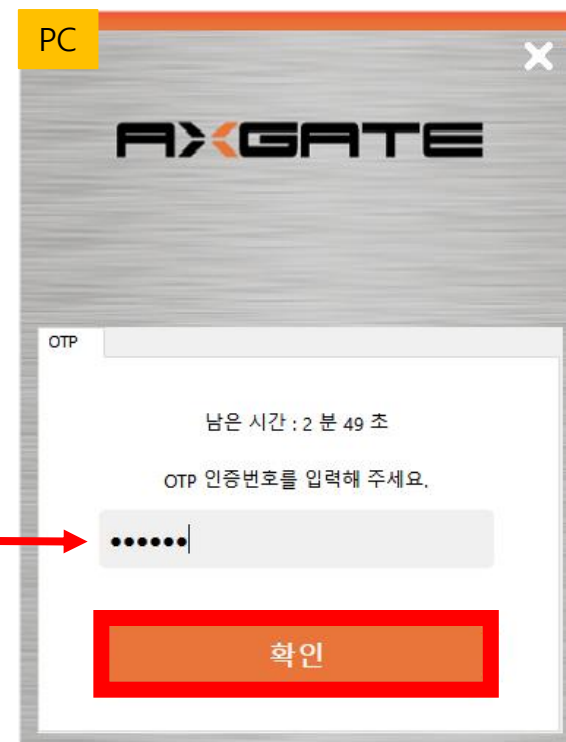 PC
AXGATE
OTP
남은 시간 : 2 분 49 초
OTP 인증번호를 입력해 주세요.
••••••
확인